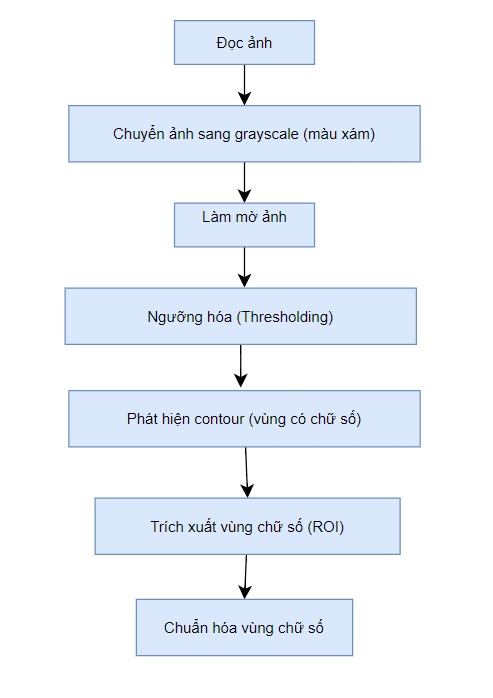 Đọc ảnh
Chuyển ảnh sang grayscale (màu xám)
Làm mờ ảnh
Ngưỡng hóa (Thresholding)
Phát hiện contour (vùng có chữ số)
Trích xuất vùng chữ số (ROI)
Chuẩn hóa vùng chữ số